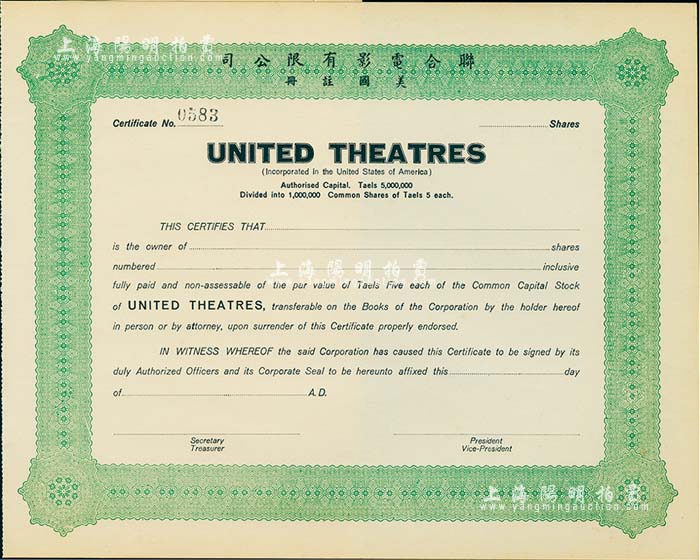 上海陽明拍賣
www.yangmingauction.com
司公限有影電合聯
冊註國美
Certificate No. 0583 Shares
UNITED THEATRES
(Incorporated in the United States of America)
Authorised Capital. Taels 5,000,000
Divided into 1,000,000 Common Shares of Taels 5 each.
THIS CERTIFIES THAT
is the owner of shares
numbered inclusive
上海陽明拍賣
fully paid and non-assessable of the par value of Taels Five each of the Common Capital Stock
of UNITED THEATRES, transferable on the Books of the Corporation by the holder hereof
in person or by attorney, upon surrender of this Certificate properly endorsed.
IN WITNESS WHEREOF the said Corporation has caused this Certificate to be signed by its
duly Authorized Officers and its Corporate Seal to be hereunto affixed this day
of A.D.
Secretary President
Treasurer Vice-President
上海陽明拍賣
www.yangmingauction.com